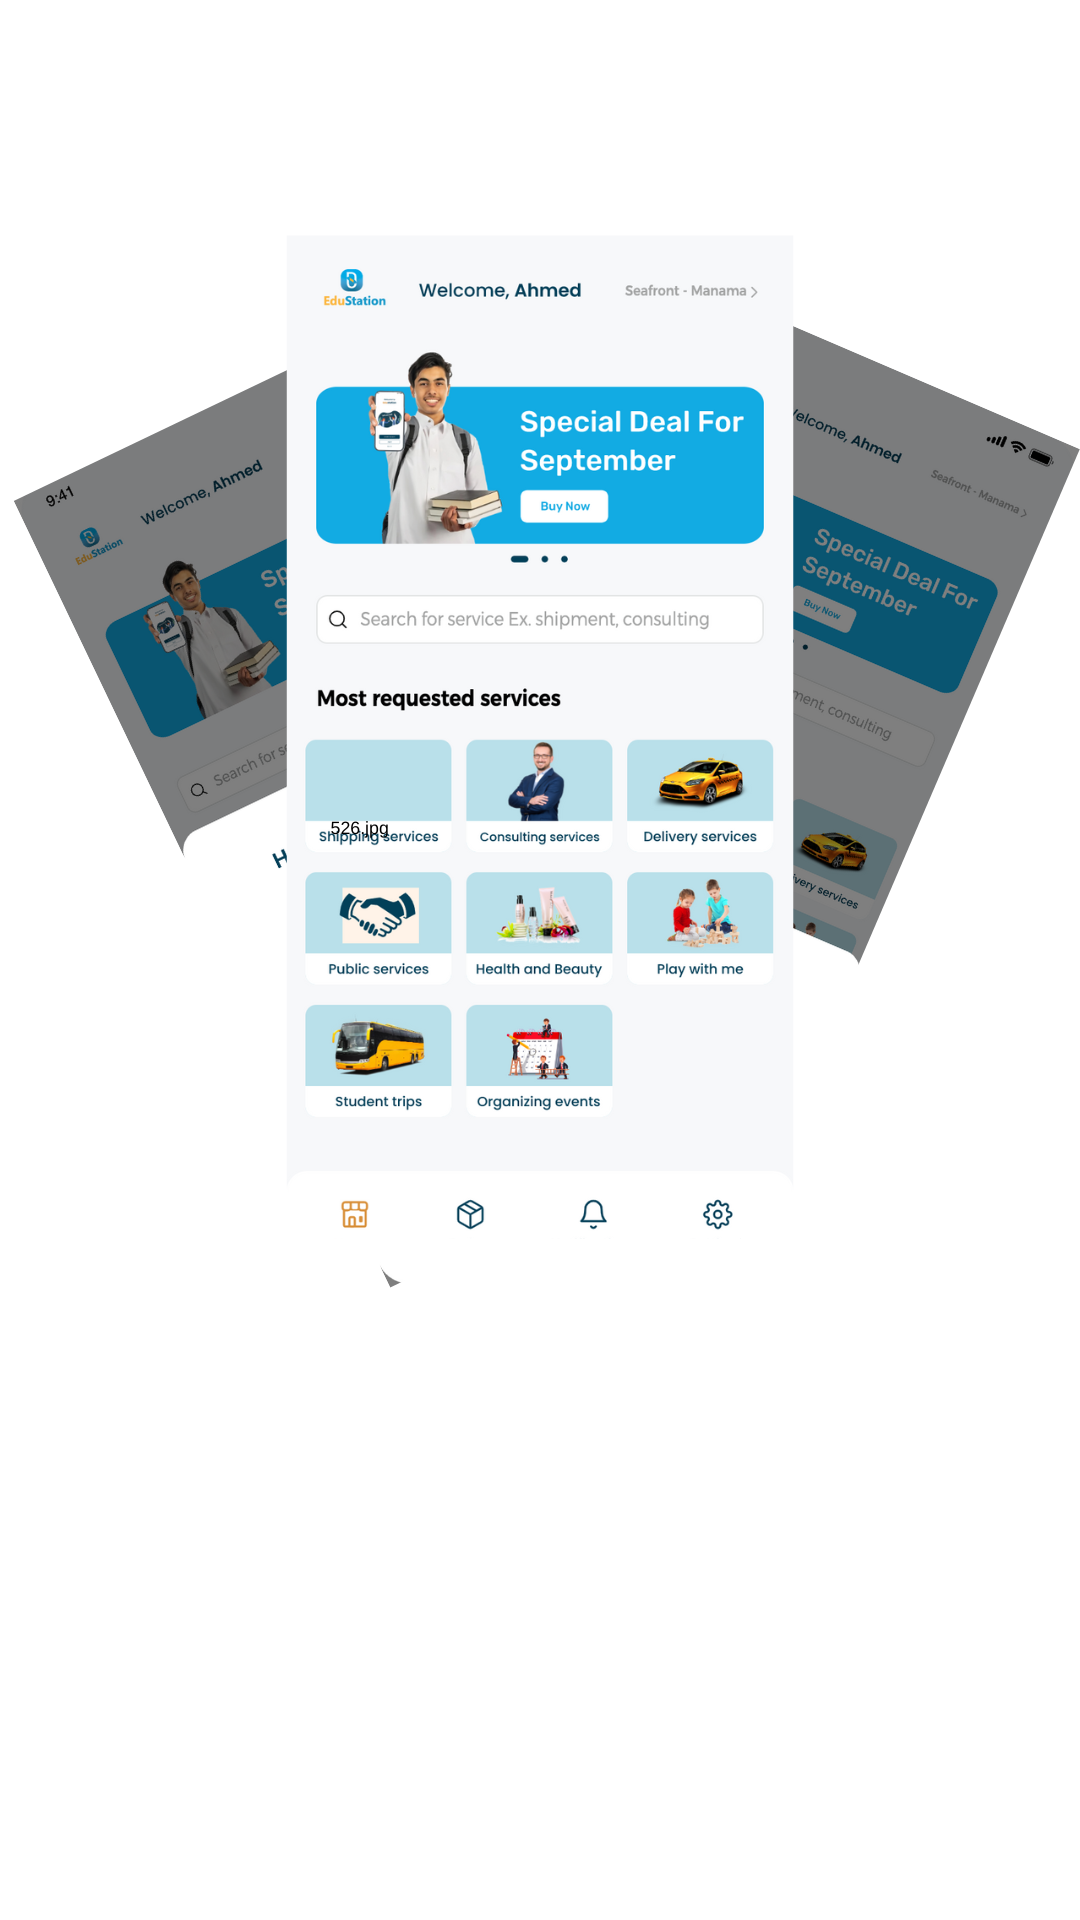 EduStation
Welcome, Ahmed
Seafront - Manama
Special Deal For
September
Buy Now
Search for service Ex. shipment, consulting
Most requested services
526.jpg
Shipping services
Consulting services
Delivery services
Public services
Health and Beauty
Play with me
Student trips
Organizing events
9:41
Welcome, Ahmed
EduStation
Sp
S
Search for se
H
elcome, Ahmed
Seafront - Manama
Special Deal For
September
Buy Now
ment, consulting
very services